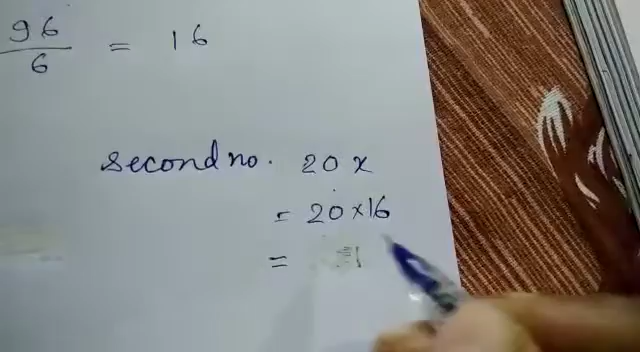 96/6 = 16
second no. 20x
= 20×16
=